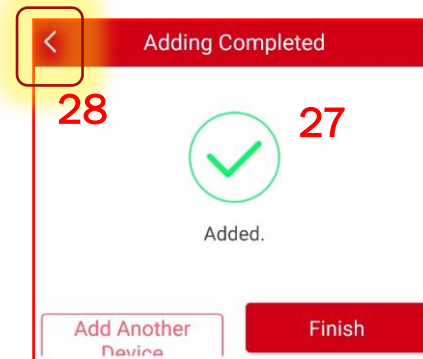 Adding Completed
28
27
Added.
Add Another
Device
Finish